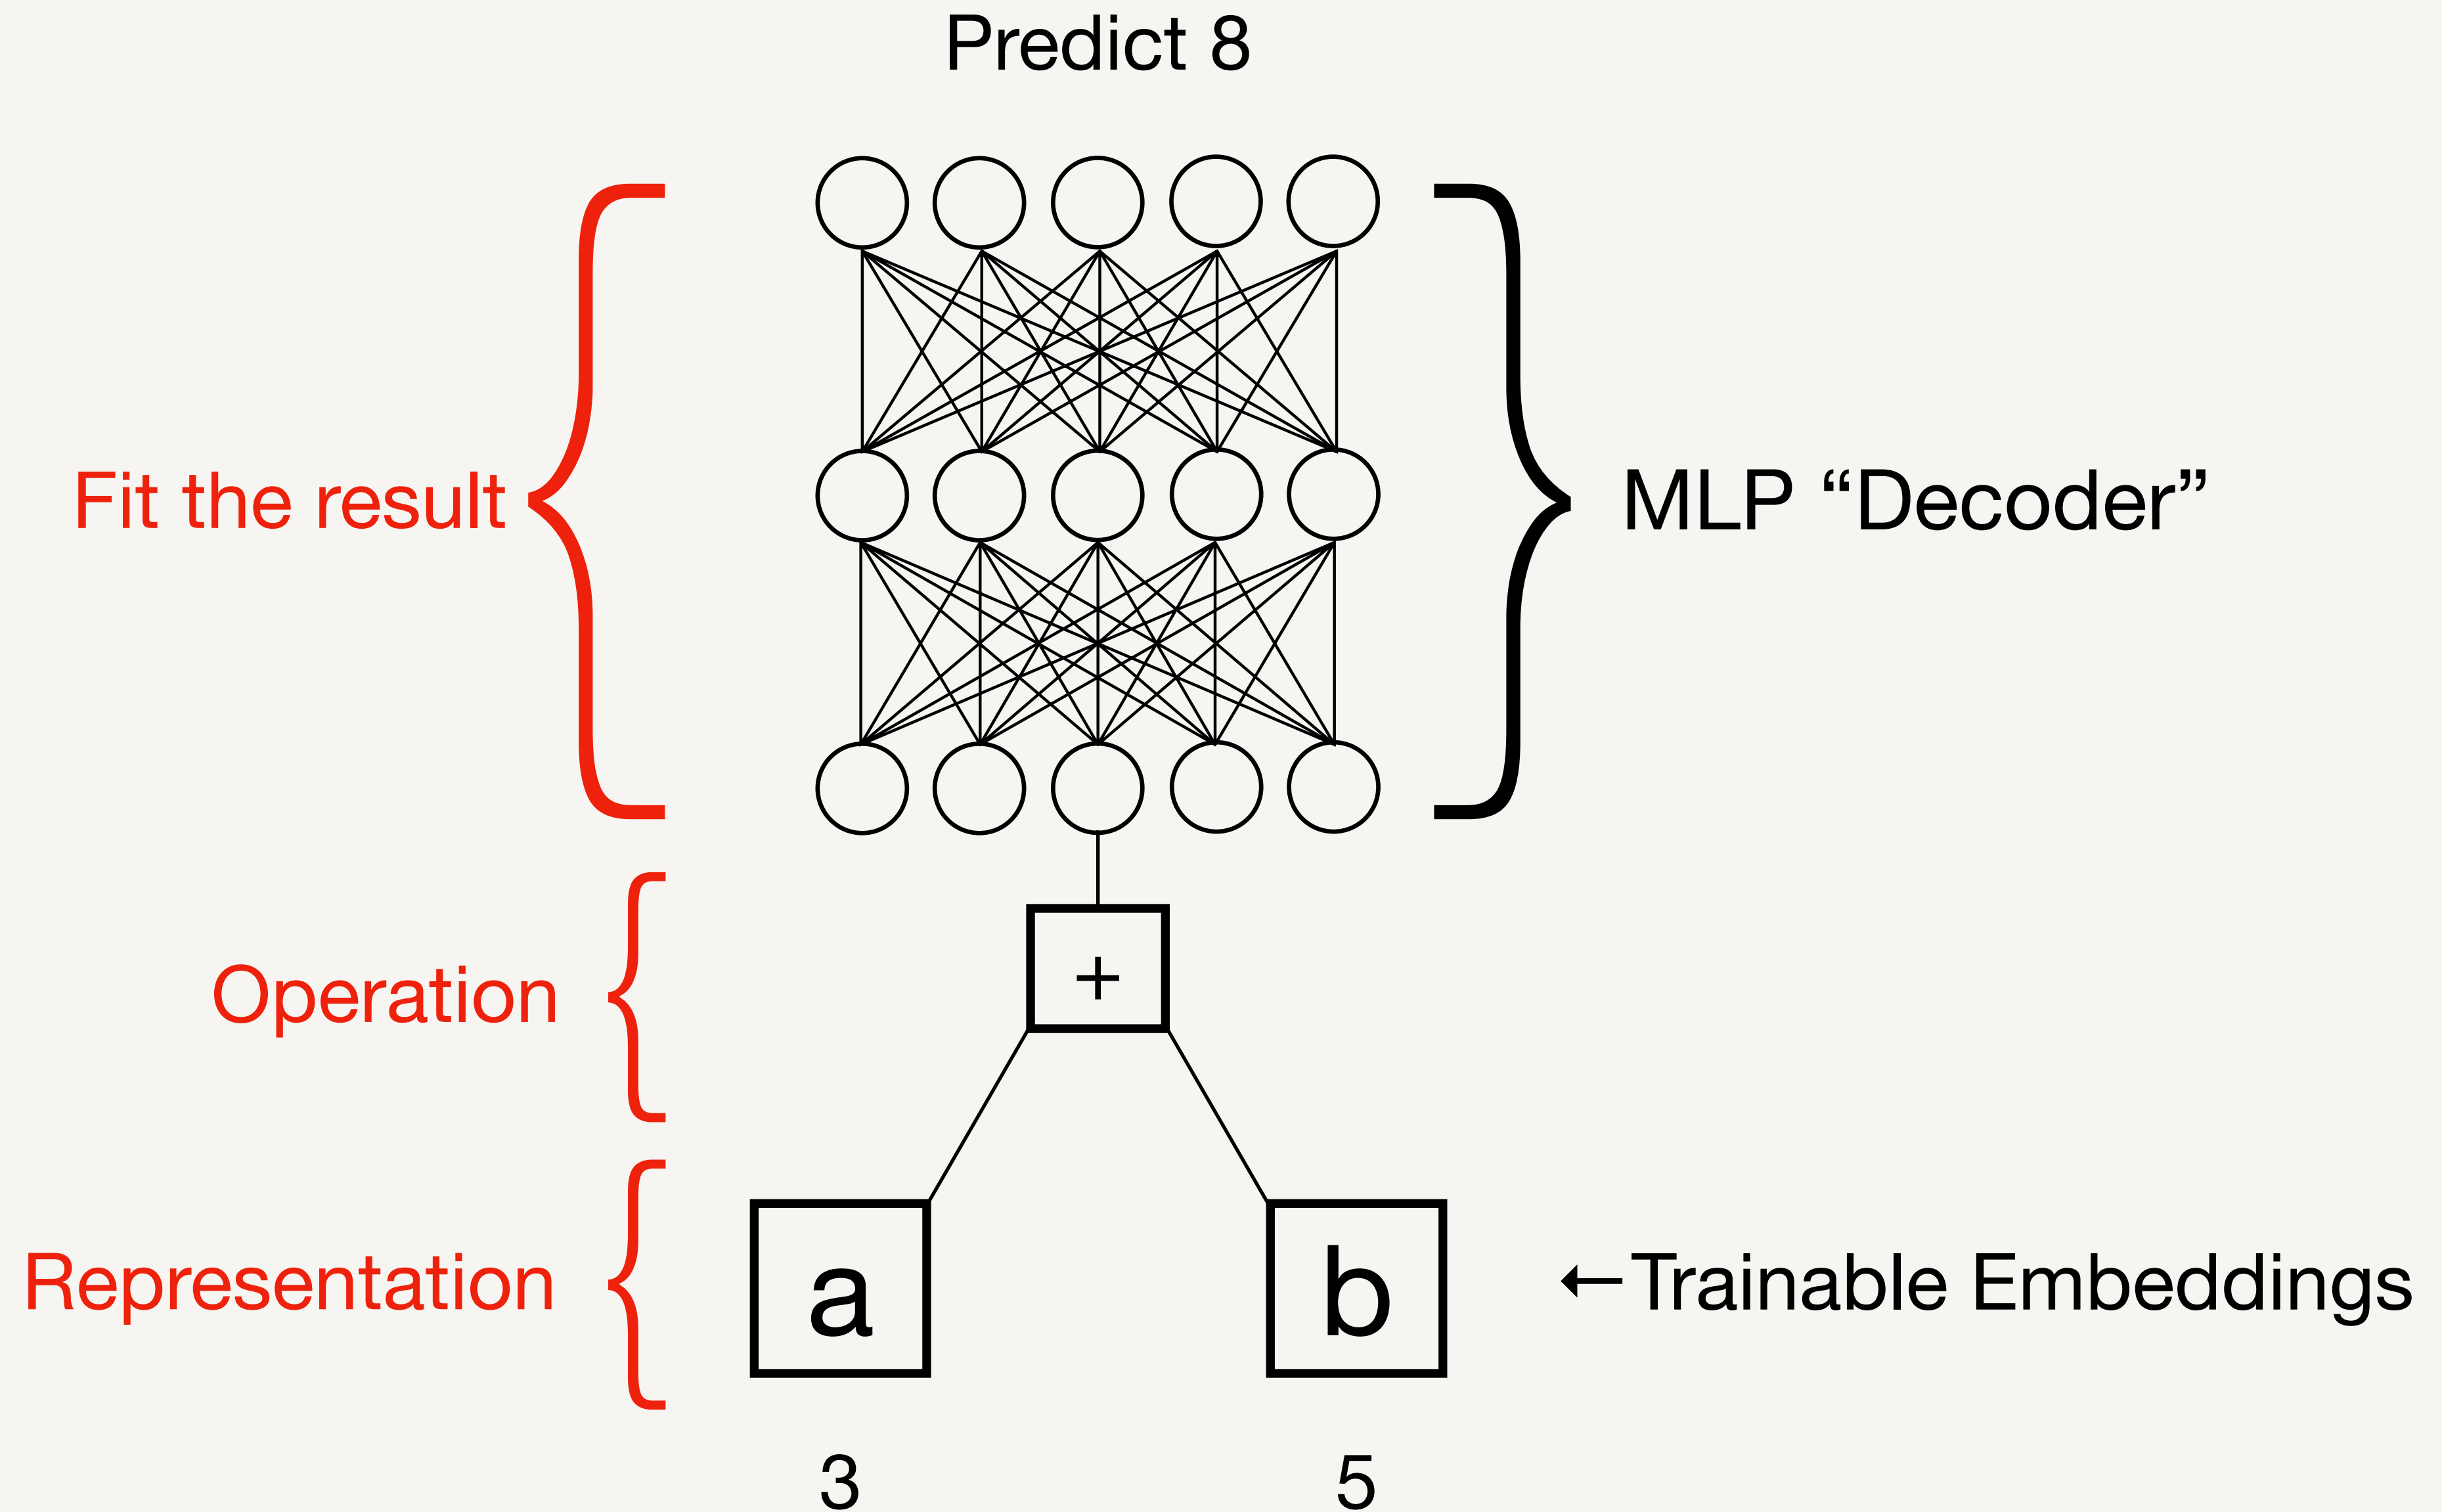 Predict 8
Fit the result
MLP “Decoder”
Operation
+
Representation
a
b
←Trainable Embeddings
3
5